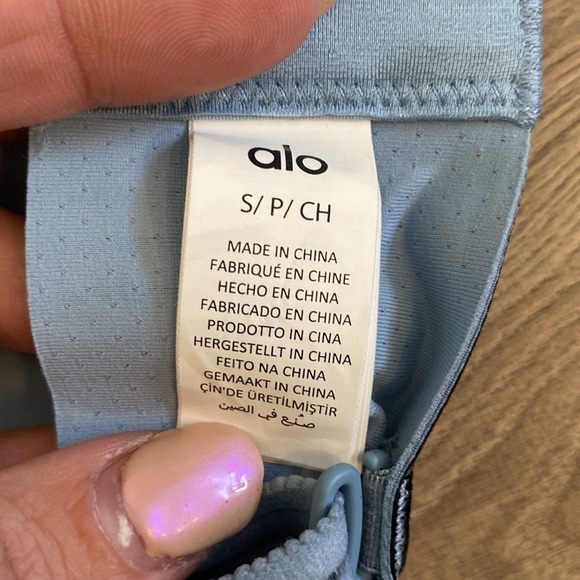 alo
S/ P/ CH
MADE IN CHINA
FABRIQUÉ EN CHINE
HECHO EN CHINA
FABRICADO EN CHINA
PRODOTTO IN CINA
HERGESTELLT IN CHINA
FEITO NA CHINA
GEMAAKT IN CHINA
ÇİN'DE ÜRETİLMİŞTİR
صنع في الصين